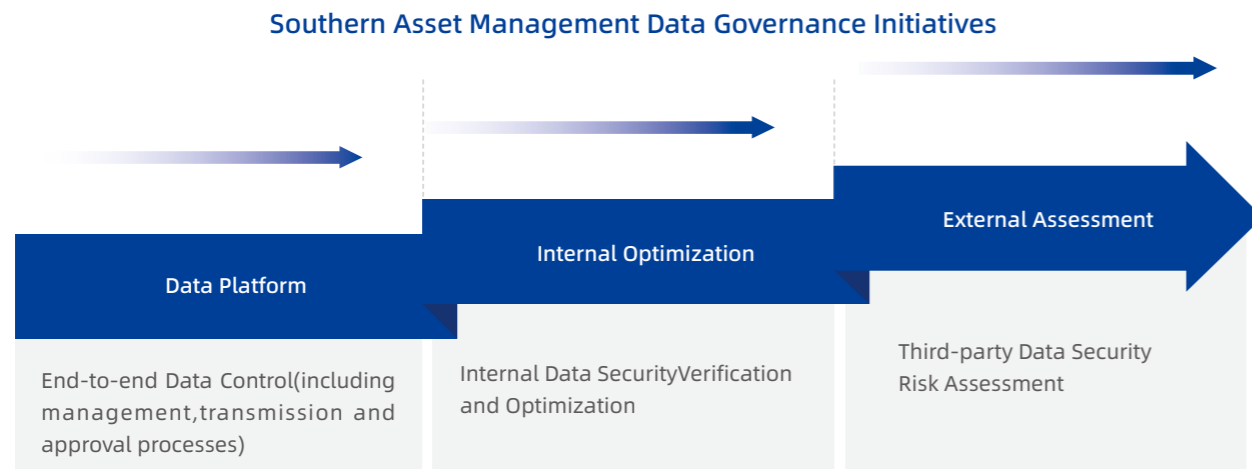 Southern Asset Management Data Governance Initiatives
Data Platform
Internal Optimization
External Assessment
End-to-end Data Control(including
management,transmission and
approval processes)
Internal Data SecurityVerification
and Optimization
Third-party Data Security
Risk Assessment